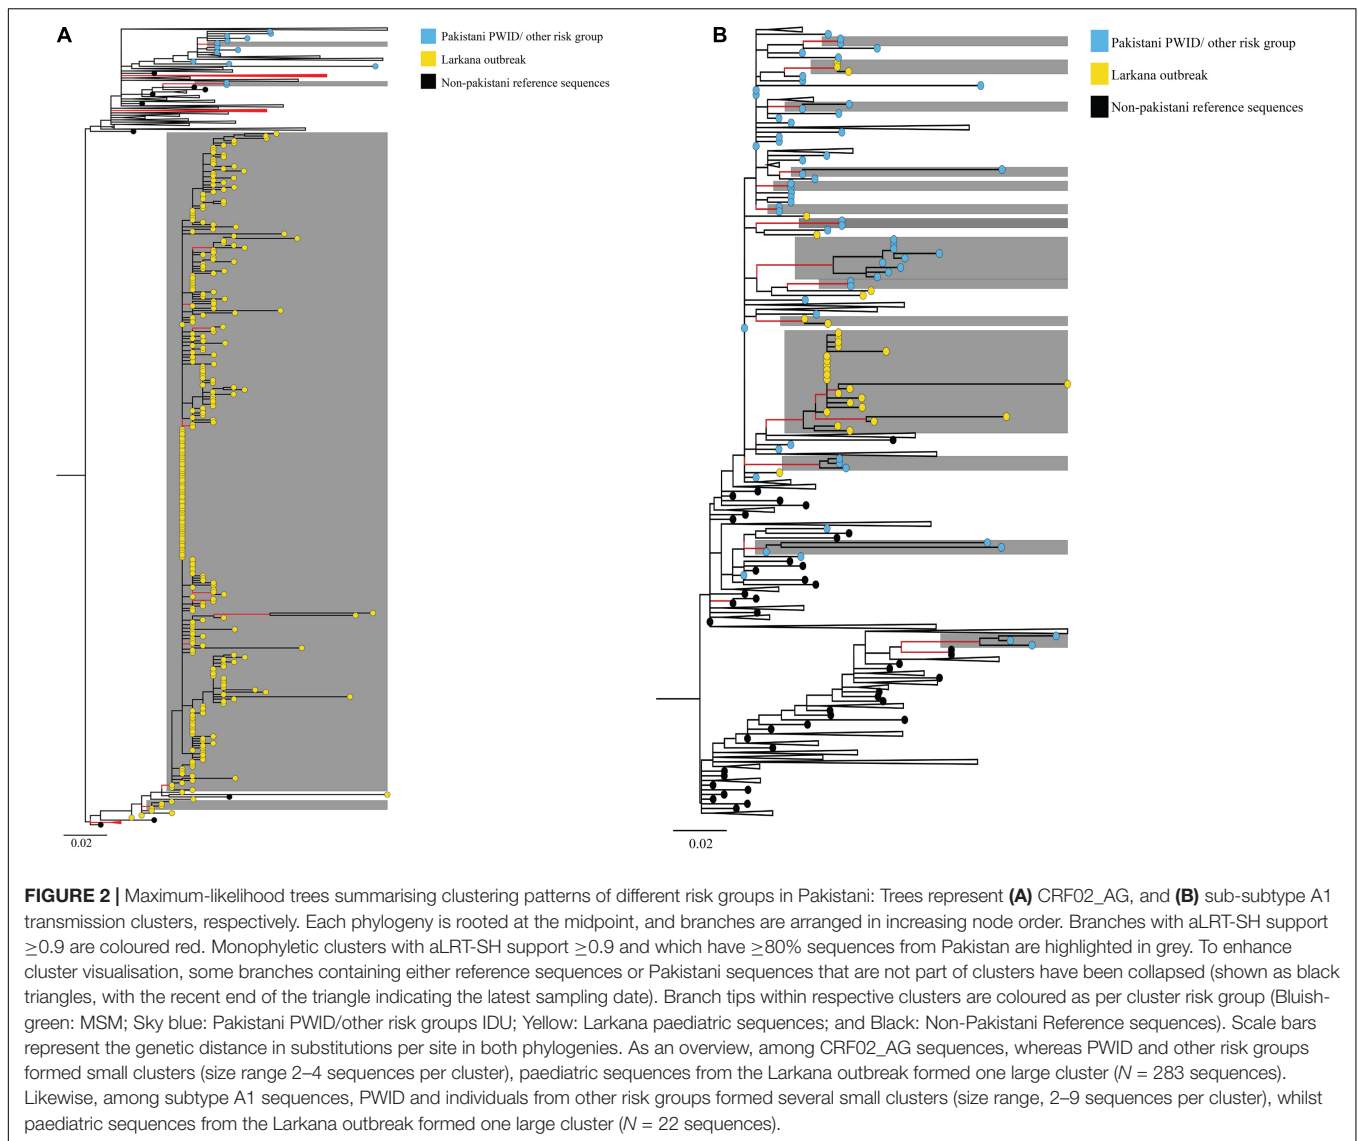 A
Pakistani PWID/ other risk group
Larkana outbreak
Non-pakistani reference sequences
0.02
B
Pakistani PWID/ other risk group
Larkana outbreak
Non-pakistani reference sequences
0.02
FIGURE 2 | Maximum-likelihood trees summarising clustering patterns of different risk groups in Pakistani: Trees represent (A) CRF02_AG, and (B) sub-subtype A1
transmission clusters, respectively. Each phylogeny is rooted at the midpoint, and branches are arranged in increasing node order. Branches with aLRT-SH support
≥0.9 are coloured red. Monophyletic clusters with aLRT-SH support ≥0.9 and which have ≥80% sequences from Pakistan are highlighted in grey. To enhance
cluster visualisation, some branches containing either reference sequences or Pakistani sequences that are not part of clusters have been collapsed (shown as black
triangles, with the recent end of the triangle indicating the latest sampling date). Branch tips within respective clusters are coloured as per cluster risk group (Bluish-
green: MSM; Sky blue: Pakistani PWID/other risk groups IDU; Yellow: Larkana paediatric sequences; and Black: Non-Pakistani Reference sequences). Scale bars
represent the genetic distance in substitutions per site in both phylogenies. As an overview, among CRF02_AG sequences, whereas PWID and other risk groups
formed small clusters (size range 2–4 sequences per cluster), paediatric sequences from the Larkana outbreak formed one large cluster (N = 283 sequences).
Likewise, among subtype A1 sequences, PWID and individuals from other risk groups formed several small clusters (size range, 2–9 sequences per cluster), whilst
paediatric sequences from the Larkana outbreak formed one large cluster (N = 22 sequences).